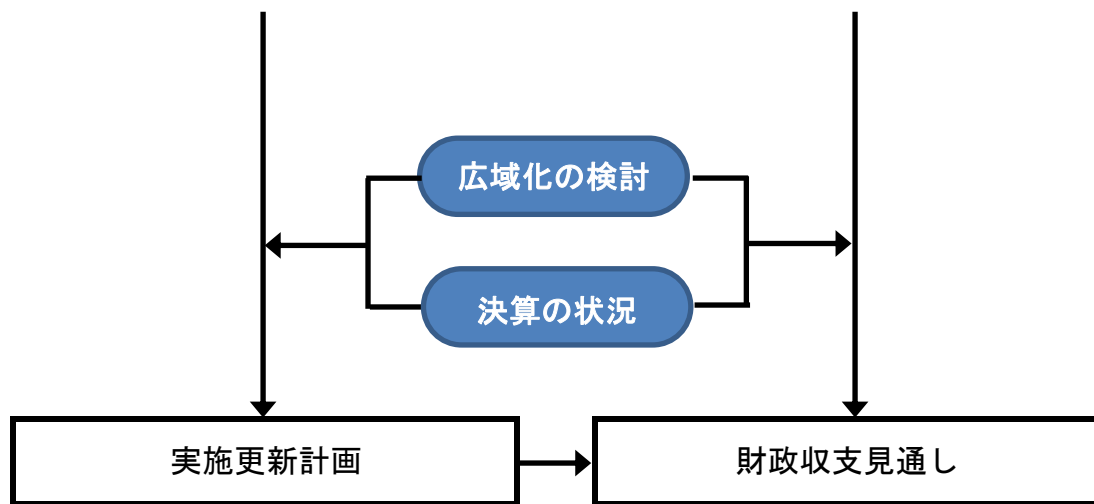 広域化の検討
決算の状況
実施更新計画
財政収支見通し